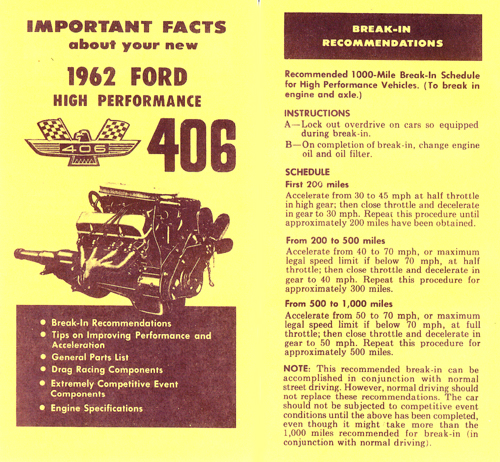 IMPORTANT FACTS
about your new
1962 FORD
HIGH PERFORMANCE
406
406
• Break-In Recommendations
• Tips on Improving Performance and
Acceleration
• General Parts List
• Drag Racing Components
• Extremely Competitive Event
Components
• Engine Specifications
BREAK-IN
RECOMMENDATIONS
Recommended 1000-Mile Break-In Schedule
for High Performance Vehicles. (To break in
engine and axle.)
INSTRUCTIONS
A—Lock out overdrive on cars so equipped
during break-in.
B—On completion of break-in, change engine
oil and oil filter.
SCHEDULE
First 200 miles
Accelerate from 30 to 45 mph at half throttle
in high gear; then close throttle and decelerate
in gear to 30 mph. Repeat this procedure until
approximately 200 miles have been obtained.
From 200 to 500 miles
Accelerate from 40 to 70 mph, or maximum
legal speed limit if below 70 mph, at half
throttle; then close throttle and decelerate in
gear to 40 mph. Repeat this procedure for
approximately 300 miles.
From 500 to 1,000 miles
Accelerate from 50 to 70 mph, or maximum
legal speed limit if below 70 mph, at full
throttle; then close throttle and decelerate in
gear to 50 mph. Repeat this procedure for
approximately 500 miles.
NOTE: This recommended break-in can be
accomplished in conjunction with normal
street driving. However, normal driving should
not replace these recommendations. The car
should not be subjected to competitive event
conditions until the above has been completed,
even though it might take more than the
1,000 miles recommended for break-in (in
conjunction with normal driving).